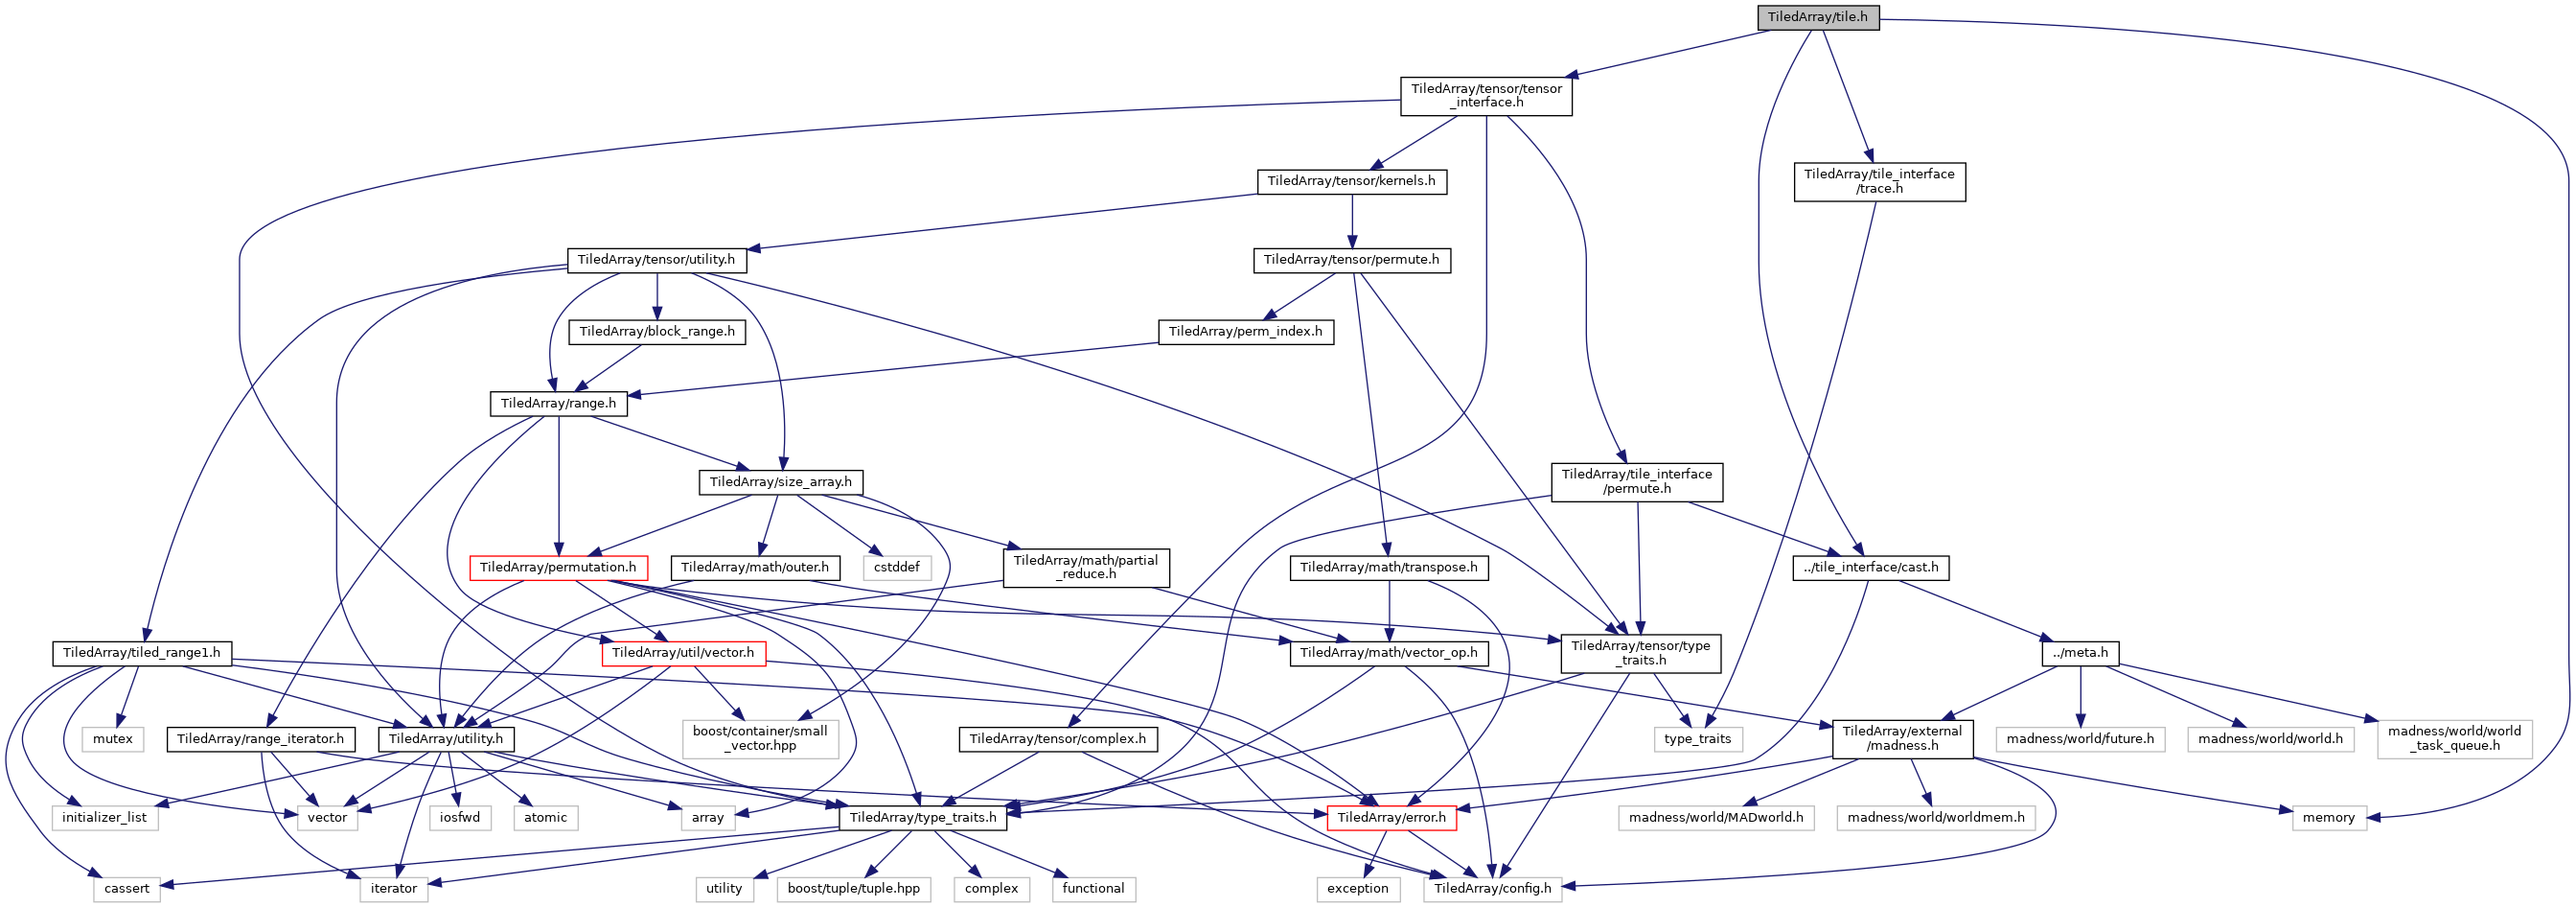 TiledArray/tile.h
TiledArray/tensor/tensor
_interface.h
TiledArray/tensor/kernels.h
TiledArray/tile_interface
/trace.h
TiledArray/tensor/utility.h
TiledArray/tensor/permute.h
TiledArray/block_range.h
TiledArray/perm_index.h
TiledArray/range.h
TiledArray/size_array.h
TiledArray/tile_interface
/permute.h
TiledArray/permutation.h
TiledArray/math/outer.h
cstddef
TiledArray/math/partial
_reduce.h
TiledArray/math/transpose.h
../tile_interface/cast.h
TiledArray/tiled_range1.h
TiledArray/util/vector.h
TiledArray/math/vector_op.h
TiledArray/tensor/type
_traits.h
../meta.h
mutex
TiledArray/range_iterator.h
TiledArray/utility.h
boost/container/small
_vector.hpp
TiledArray/tensor/complex.h
type_traits
TiledArray/external
/madness.h
madness/world/future.h
madness/world/world.h
madness/world/world
_task_queue.h
initializer_list
vector
iosfwd
atomic
array
TiledArray/type_traits.h
TiledArray/error.h
madness/world/MADworld.h
madness/world/worldmem.h
memory
cassert
iterator
utility
boost/tuple/tuple.hpp
complex
functional
exception
TiledArray/config.h